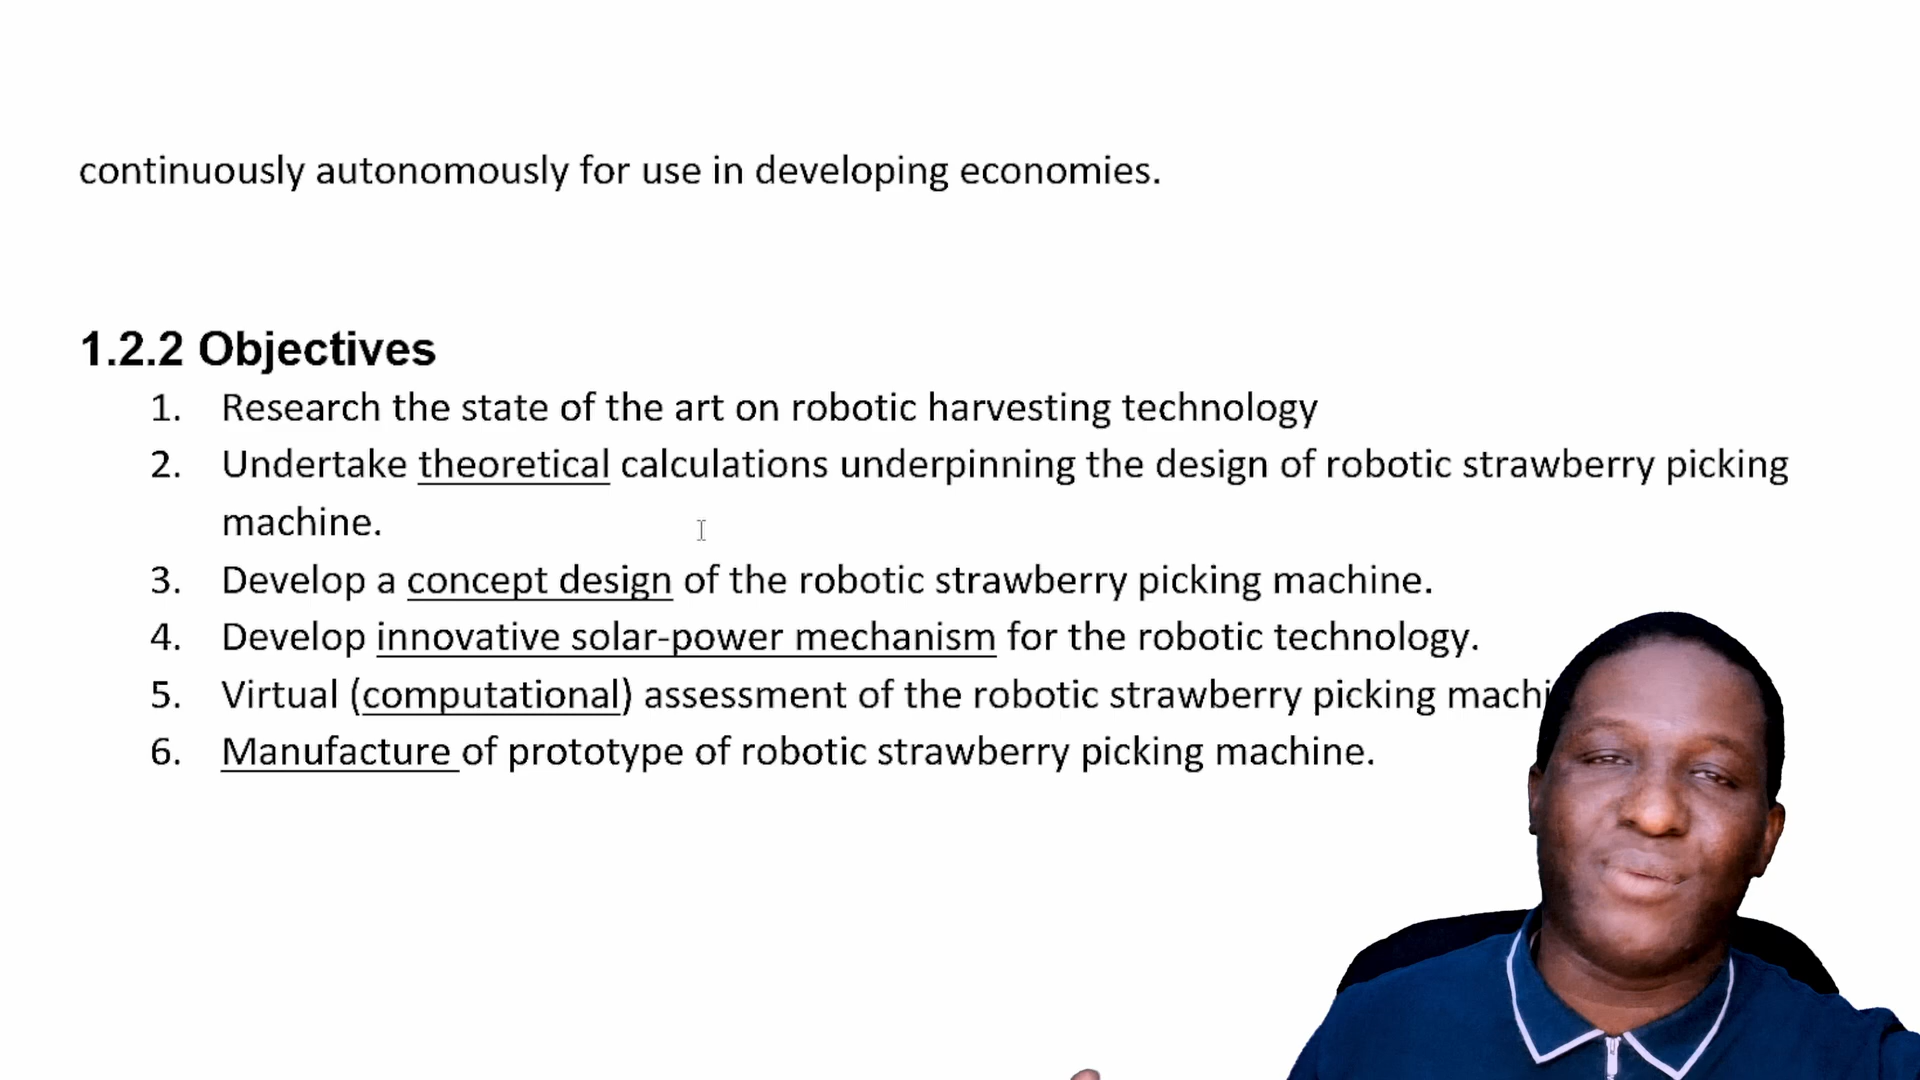 continuously autonomously for use in developing economies.
1.2.2 Objectives
1. Research the state of the art on robotic harvesting technology
2. Undertake theoretical calculations underpinning the design of robotic strawberry picking
machine.
3. Develop a concept design of the robotic strawberry picking machine.
4. Develop innovative solar-power mechanism for the robotic technology.
5. Virtual (computational) assessment of the robotic strawberry picking
6. Manufacture of prototype of robotic strawberry picking machine.